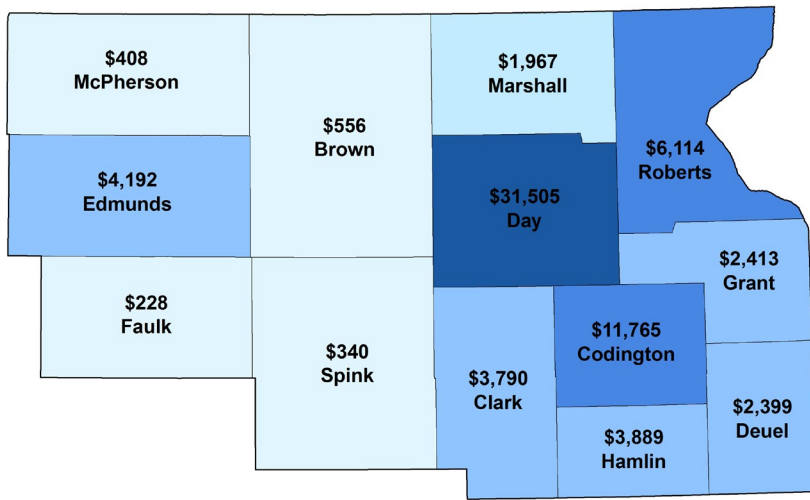 $408
McPherson
$556
Brown
$1,967
Marshall
$6,114
Roberts
$4,192
Edmunds
$31,505
Day
$2,413
Grant
$228
Faulk
$340
Spink
$11,765
Codington
$3,790
Clark
$2,399
Deuel
$3,889
Hamlin